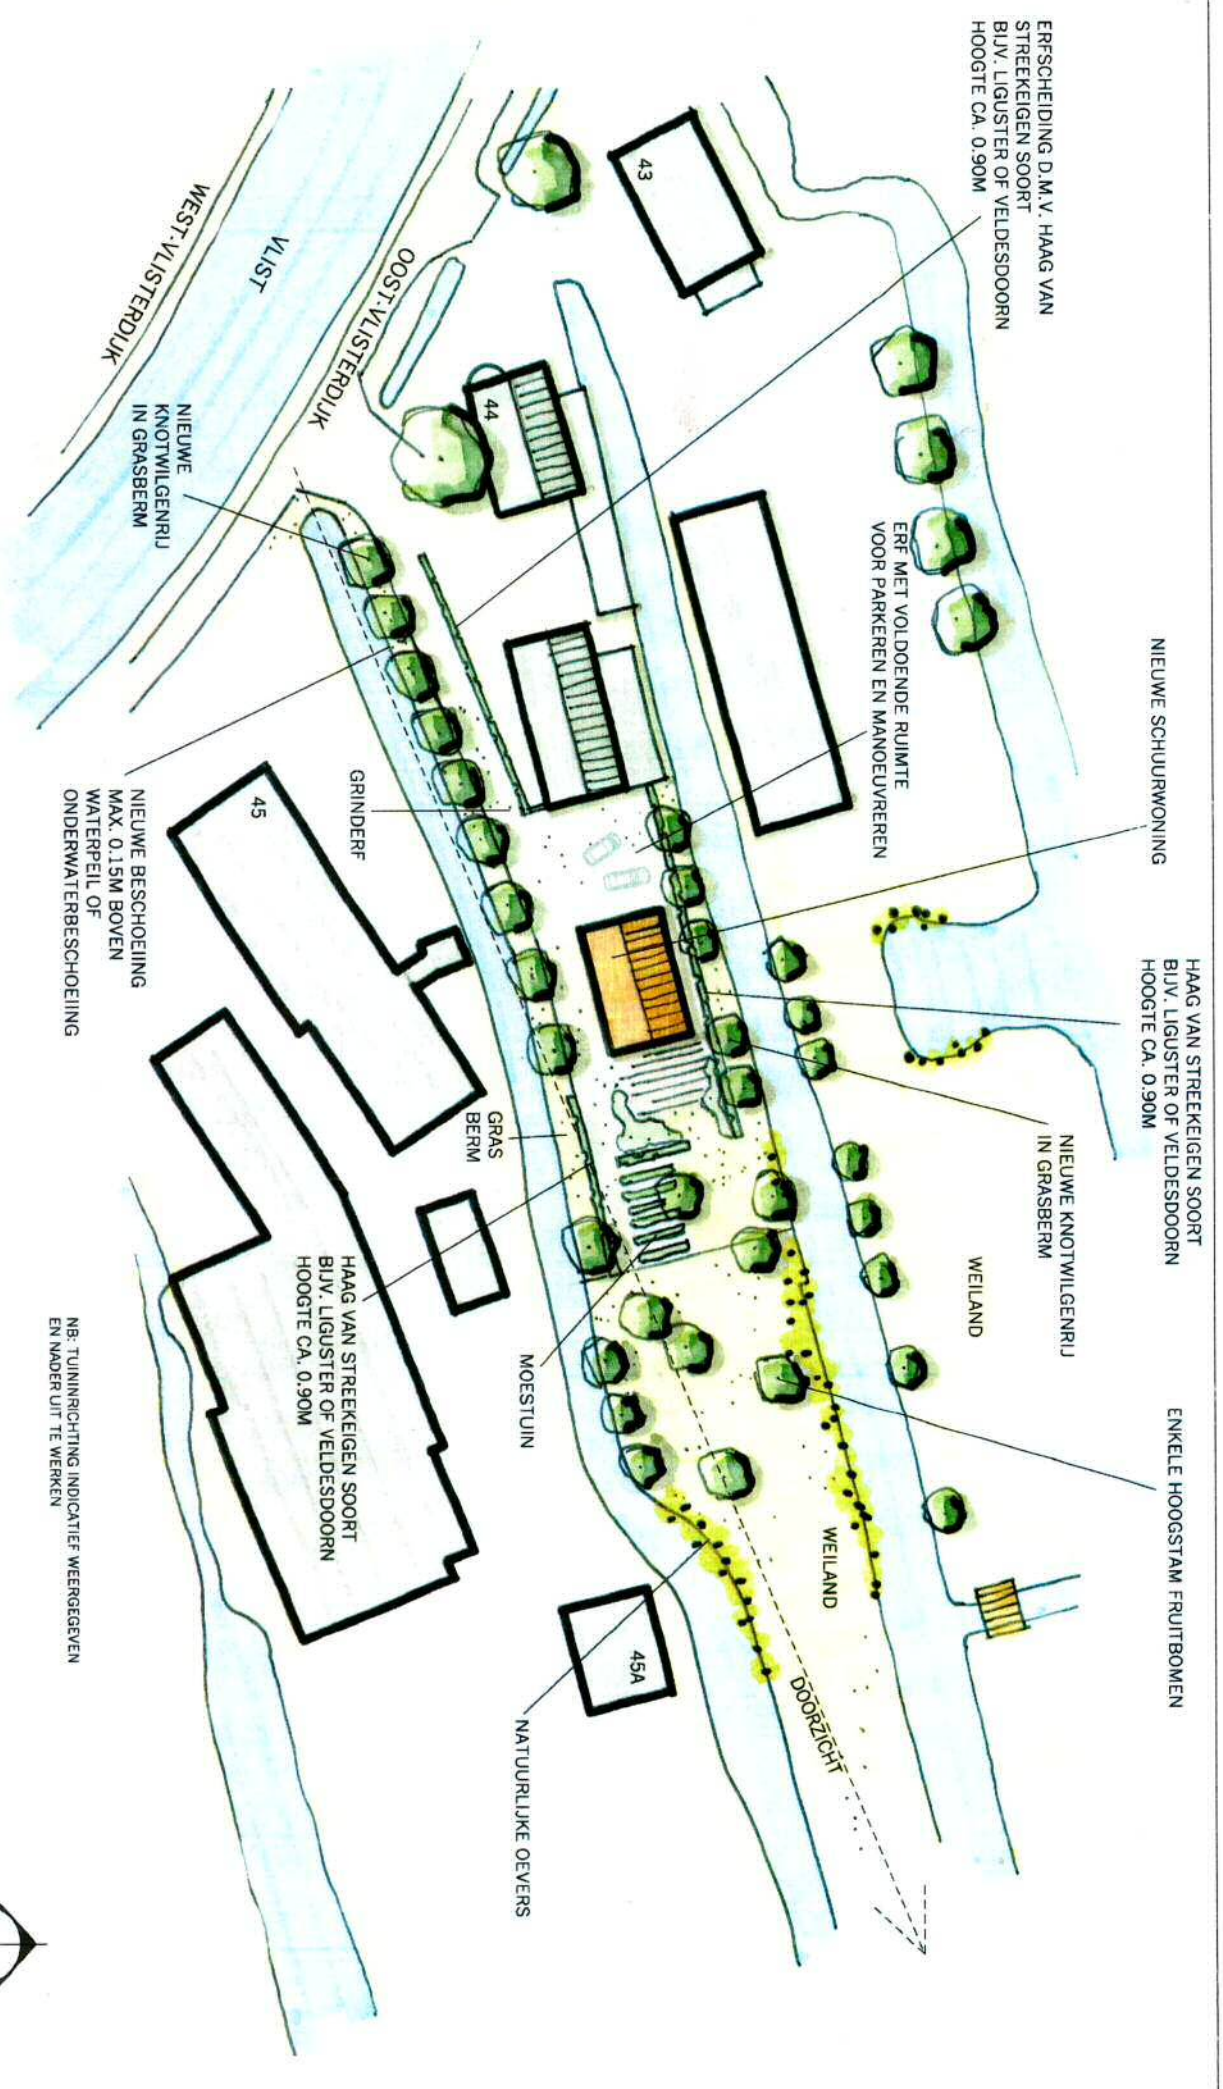 ERFSCHEIDING D.M.V. HAAG VAN
STREEKEIGEN SOORT
BIJV. LIGUSTER OF VELDESDOORN
HOOGTE CA. 0.90M
NIEUWE SCHUURWONING
HAAG VAN STREEKEIGEN SOORT
BIJV. LIGUSTER OF VELDESDOORN
HOOGTE CA. 0.90M
ENKELE HOOGSTAM FRUITBOMEN
NIEUWE KNOTWILGENRIJ
IN GRASBERM
WEILAND
ERF MET VOLDOENDE RUIMTE
VOOR PARKEREN EN MANOEUVREREN
WEILAND
DOORZICHT
43
44
45A
OOST-VLISTERDIJK
VLIST
WEST-VLISTERDIJK
NIEUWE
KNOTWILGENRIJ
IN GRASBERM
GRINDERF
45
GRAS
BERM
MOESTUIN
NATUURLIJKE OEVERS
NIEUWE BESCHOEIING
MAX. 0.15M BOVEN
WATERPEIL OF
ONDERWATERBESCHOEIING
HAAG VAN STREEKEIGEN SOORT
BIJV. LIGUSTER OF VELDESDOORN
HOOGTE CA. 0.90M
NB: TUININRICHTING INDICATIEF WEERGEGEVEN
EN NADER UIT TE WERKEN